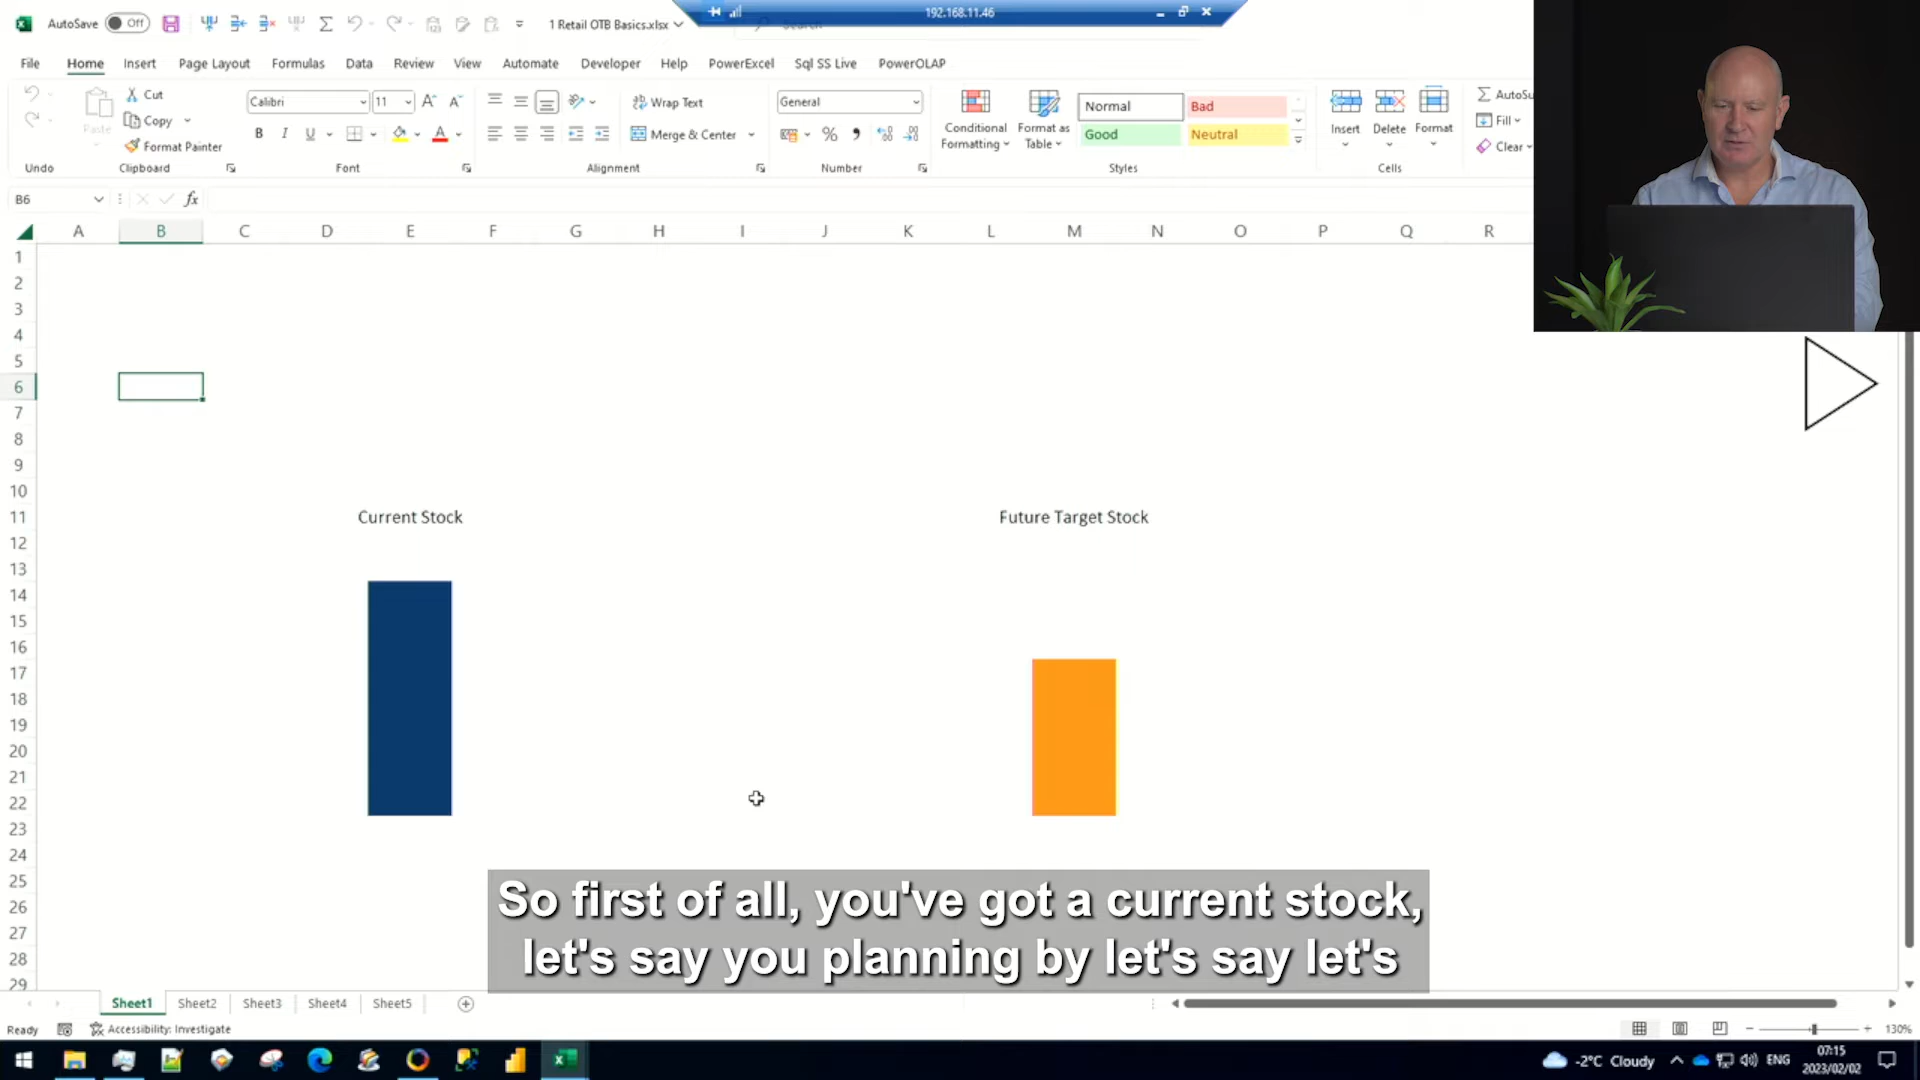 AutoSave Off 1 Retail OTB Basics.xlsx 192.168.11.46
File Home Insert Page Layout Formulas Data Review View Automate Developer Help PowerExcel Sql SS Live PowerOLAP
Cut Calibri 11 Wrap Text General Normal Bad AutoSu
Paste Copy Conditional Formatting Format as Table Insert Delete Format Fill
Format Painter B I U Merge & Center % Good Neutral Clear
Undo Clipboard Font Alignment Number Styles Cells
B6 fx
A B C D E F G H I J K L M N O P Q R
1
2
3
4
5
6
7
8
9
10
11 Current Stock Future Target Stock
12
13
14
15
16
17
18
19
20
21
22
23
24
25
26
27
28
29
So first of all, you've got a current stock,
let's say you planning by let's say let's
Sheet1 Sheet2 Sheet3 Sheet4 Sheet5
Ready Accessibility: Investigate 130%
-2°C Cloudy ENG 07:15
2023/02/02